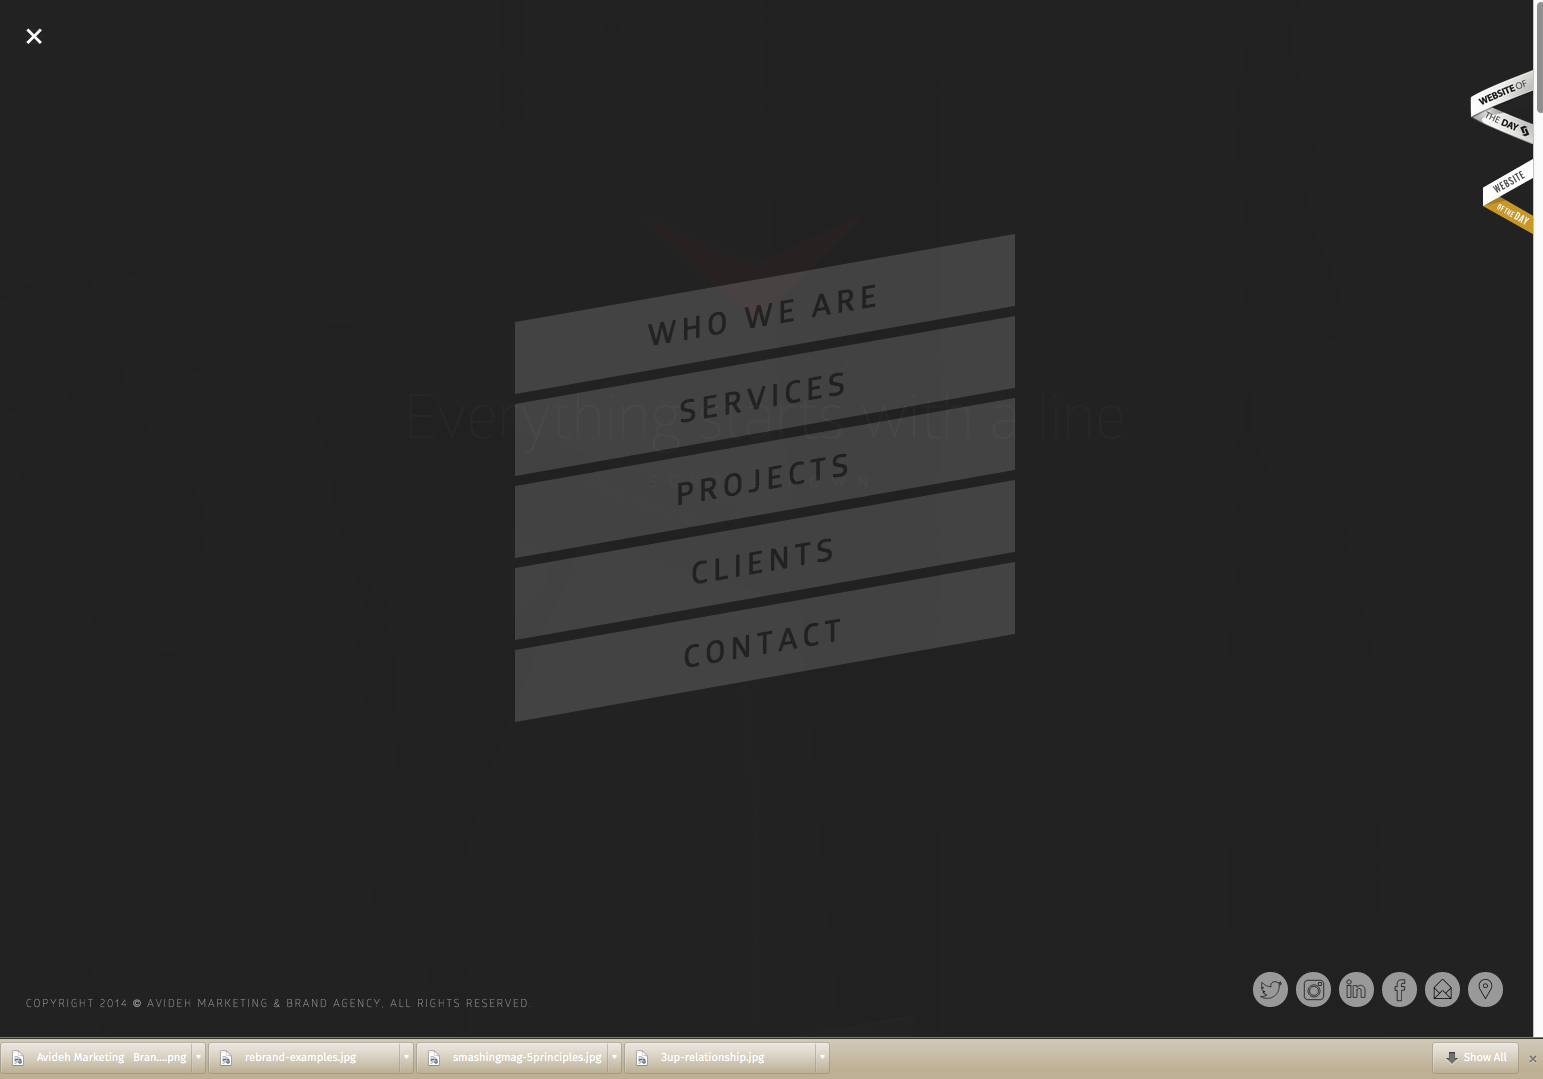 WEBSITE OF
THE DAY
WEBSITE
OF THE DAY
WHO WE ARE
SERVICES
Everything starts with a line
PROJECTS
CLIENTS
CONTACT
COPYRIGHT 2014 © AVIDEH MARKETING & BRAND AGENCY. ALL RIGHTS RESERVED.
Avideh Marketing Bran....png
rebrand-examples.jpg
smashingmag-5principles.jpg
3up-relationship.jpg
Show All